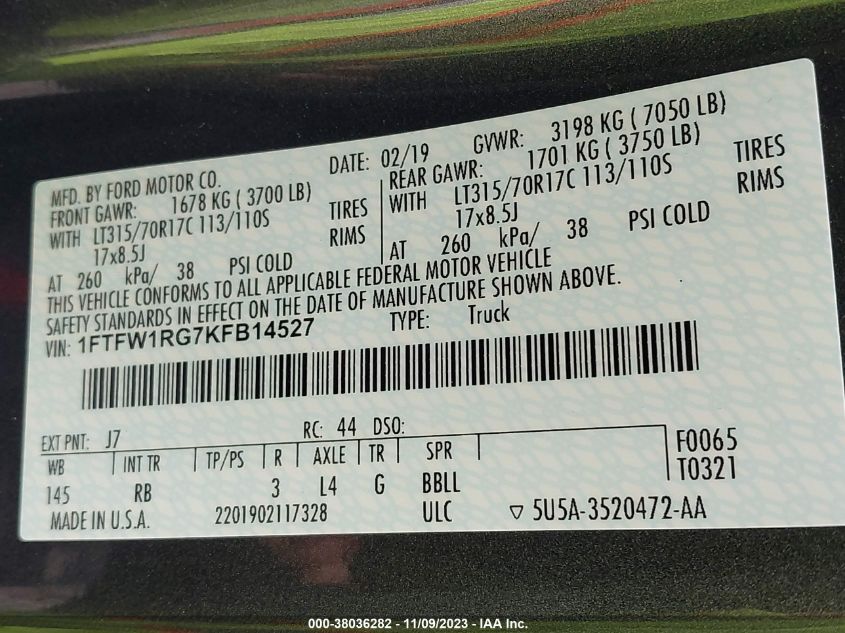 MFD. BY FORD MOTOR CO.
DATE: 02/19
GVWR: 3198 KG ( 7050 LB)
FRONT GAWR: 1678 KG ( 3700 LB)
WITH LT315/70R17C 113/110S TIRES
17x8.5J RIMS
AT 260 kPa/ 38 PSI COLD
REAR GAWR: 1701 KG ( 3750 LB)
WITH LT315/70R17C 113/110S TIRES
17x8.5J RIMS
AT 260 kPa/ 38 PSI COLD
THIS VEHICLE CONFORMS TO ALL APPLICABLE FEDERAL MOTOR VEHICLE
SAFETY STANDARDS IN EFFECT ON THE DATE OF MANUFACTURE SHOWN ABOVE.
VIN: 1FTFW1RG7KFB14527 TYPE: Truck
EXT PNT: J7 RC: 44 DSO:
WB INT TR TP/PS R AXLE TR SPR F0065
145 RB 3 L4 G BBLL T0321
MADE IN U.S.A. 2201902117328 ULC ▽ 5U5A-3520472-AA
000-38036282 - 11/09/2023 - IAA Inc.